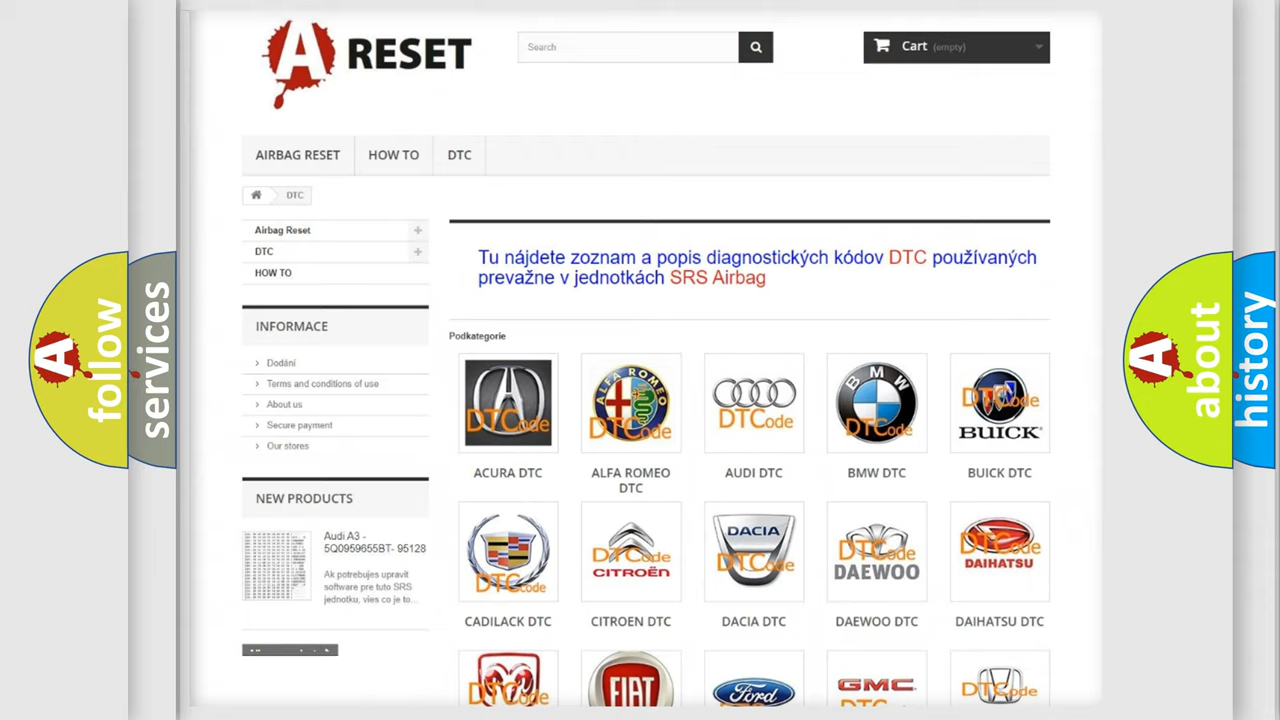 A RESET
Search
Cart (empty)
AIRBAG RESET
HOW TO
DTC
DTC
Airbag Reset
DTC
HOW TO
Tu nájdete zoznam a popis diagnostických kódov DTC používaných
prevažne v jednotkách SRS Airbag
INFORMACE
Dodání
Terms and conditions of use
About us
Secure payment
Our stores
NEW PRODUCTS
Audi A3 -
5Q0959655BT- 95128
Ak potrebujes upravit
software pre tuto SRS
jednotku, vies co je to...
Podkategorie
DTCode
ALFA ROMEO
DTCode
DTCode
BMW
DTCode
DTCode
BUICK
ACURA DTC
ALFA ROMEO
DTC
AUDI DTC
BMW DTC
BUICK DTC
DTCode
DTCode
CITROËN
DACIA
DTCode
DTCode
DAEWOO
DTCode
DAIHATSU
CADILACK DTC
CITROEN DTC
DACIA DTC
DAEWOO DTC
DAIHATSU DTC
DTCode
FIAT
Ford
GMC
DTCode
A follow
services
A about
history